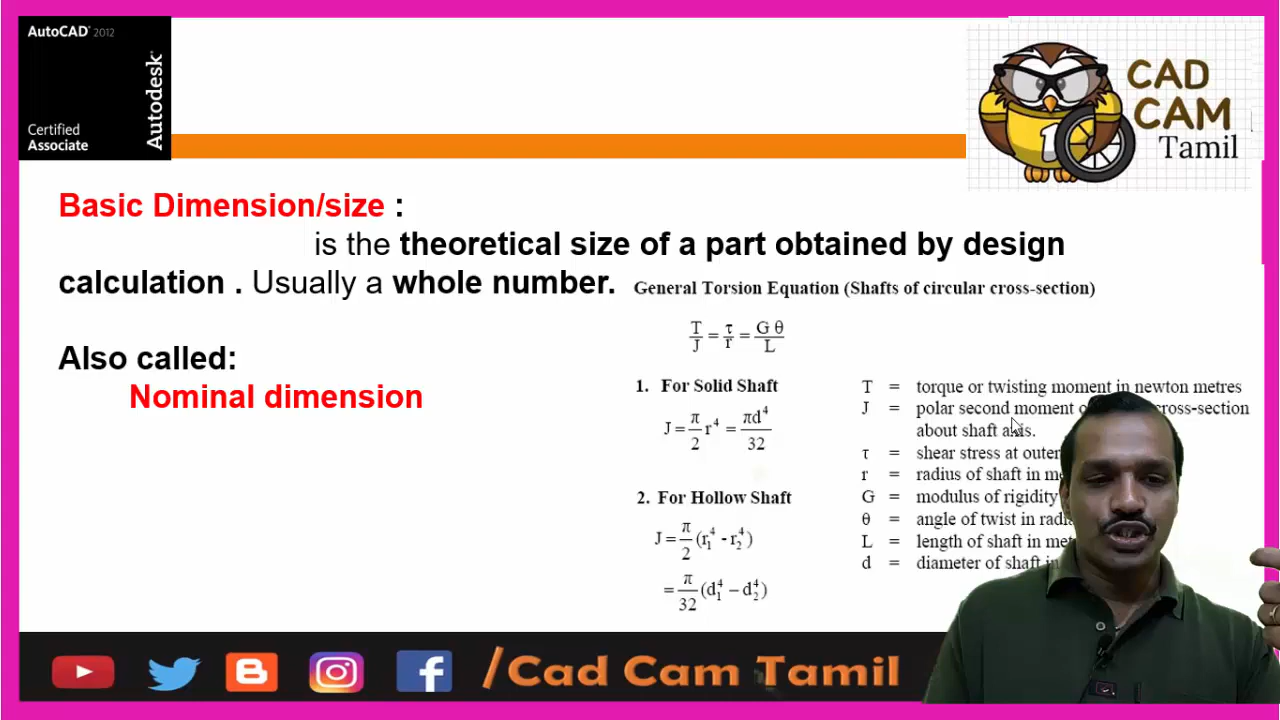 AutoCAD 2012
Autodesk
Certified
Associate
CAD
CAM
Tamil
Basic Dimension/size :
is the theoretical size of a part obtained by design
calculation . Usually a whole number.
Also called:
Nominal dimension
General Torsion Equation (Shafts of circular cross-section)
T/J = τ/r = G θ/L
1. For Solid Shaft
J = π/2 r⁴ = πd⁴/32
2. For Hollow Shaft
J = π/2 (r₁⁴ - r₂⁴)
= π/32 (d₁⁴ – d₂⁴)
T = torque or twisting moment in newton metres
J = polar second moment cross-section
about shaft axis.
τ = shear stress at outer
r = radius of shaft in
G = modulus of rigidity
θ = angle of twist in
L = length of shaft in
d = diameter of shaft in
/Cad Cam Tamil